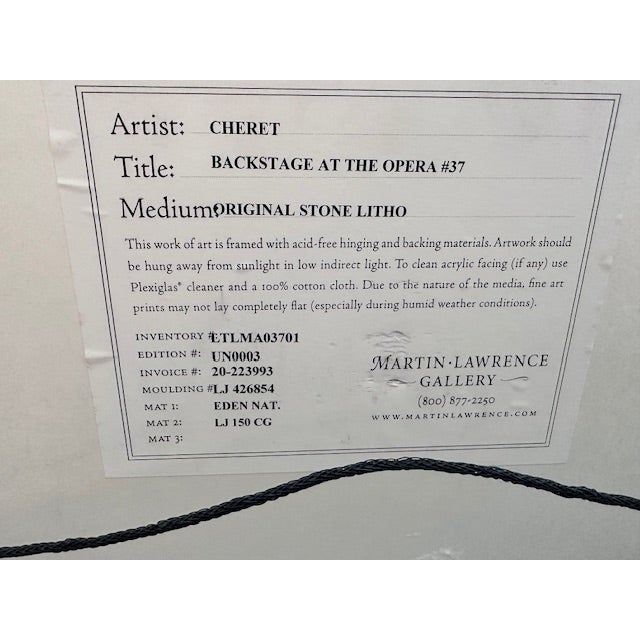 Artist: CHERET
Title: BACKSTAGE AT THE OPERA #37
Medium: ORIGINAL STONE LITHO
This work of art is framed with acid-free hinging and backing materials. Artwork should
be hung away from sunlight in low indirect light. To clean acrylic facing (if any) use
Plexiglas® cleaner and a 100% cotton cloth. Due to the nature of the media, fine art
prints may not lay completely flat (especially during humid weather conditions).
INVENTORY #: ETLMA03701
EDITION #: UN0003
INVOICE #: 20-223993
MOULDING #: LJ 426854
MAT 1: EDEN NAT.
MAT 2: LJ 150 CG
MAT 3:
MARTIN·LAWRENCE
GALLERY
(800) 877-2250
WWW.MARTINLAWRENCE.COM